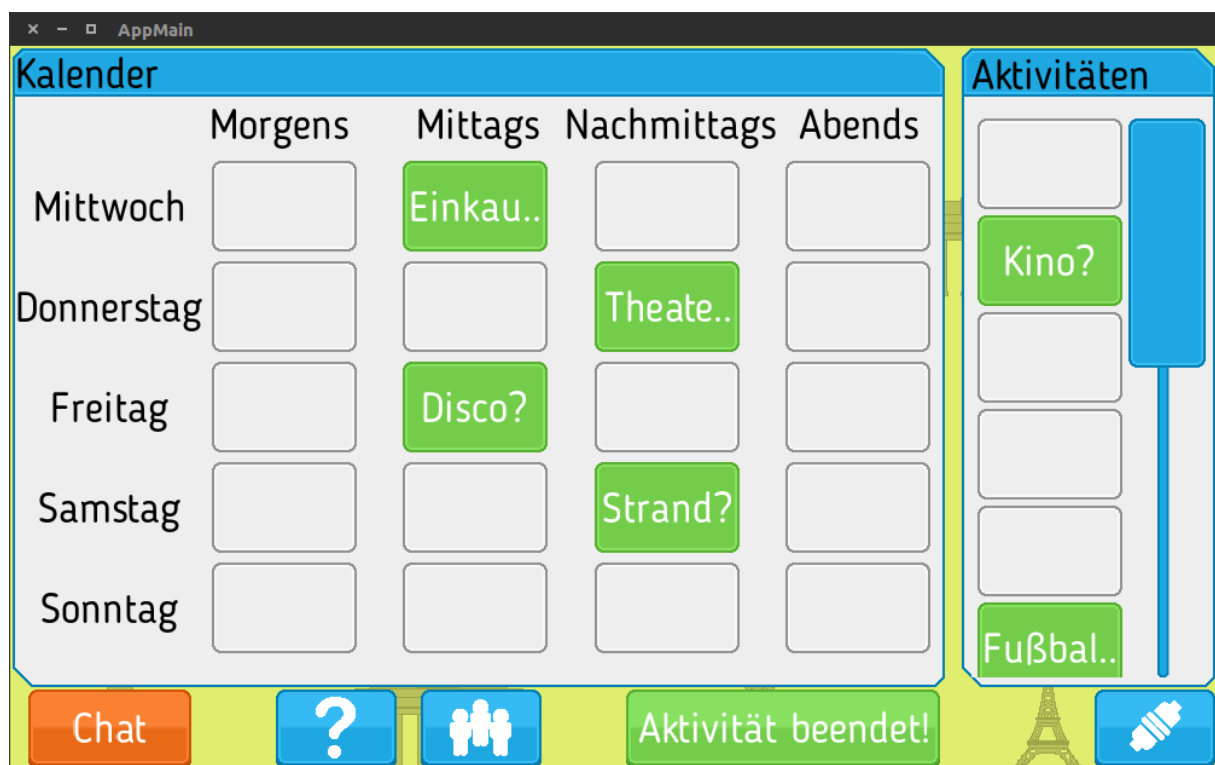 AppMain
Kalender
Aktivitäten
Morgens Mittags Nachmittags Abends
Mittwoch Einkau..
Kino?
Donnerstag Theate..
Freitag Disco?
Samstag Strand?
Sonntag
Fußbal..
Chat ? Aktivität beendet!